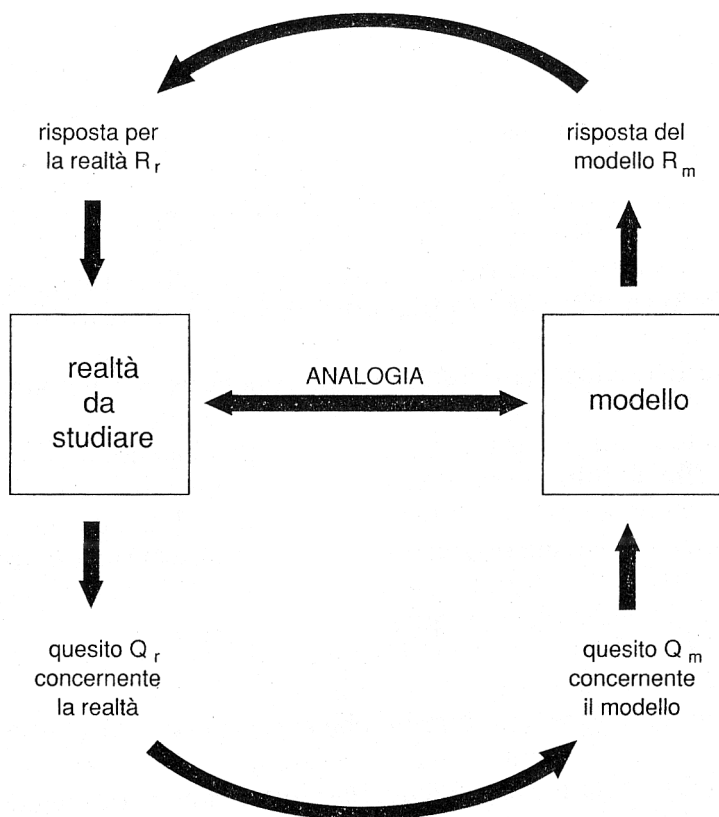 risposta per
la realtà R r
risposta del
modello R m
realtà
da
studiare
ANALOGIA
modello
quesito Q r
concernente
la realtà
quesito Q m
concernente
il modello